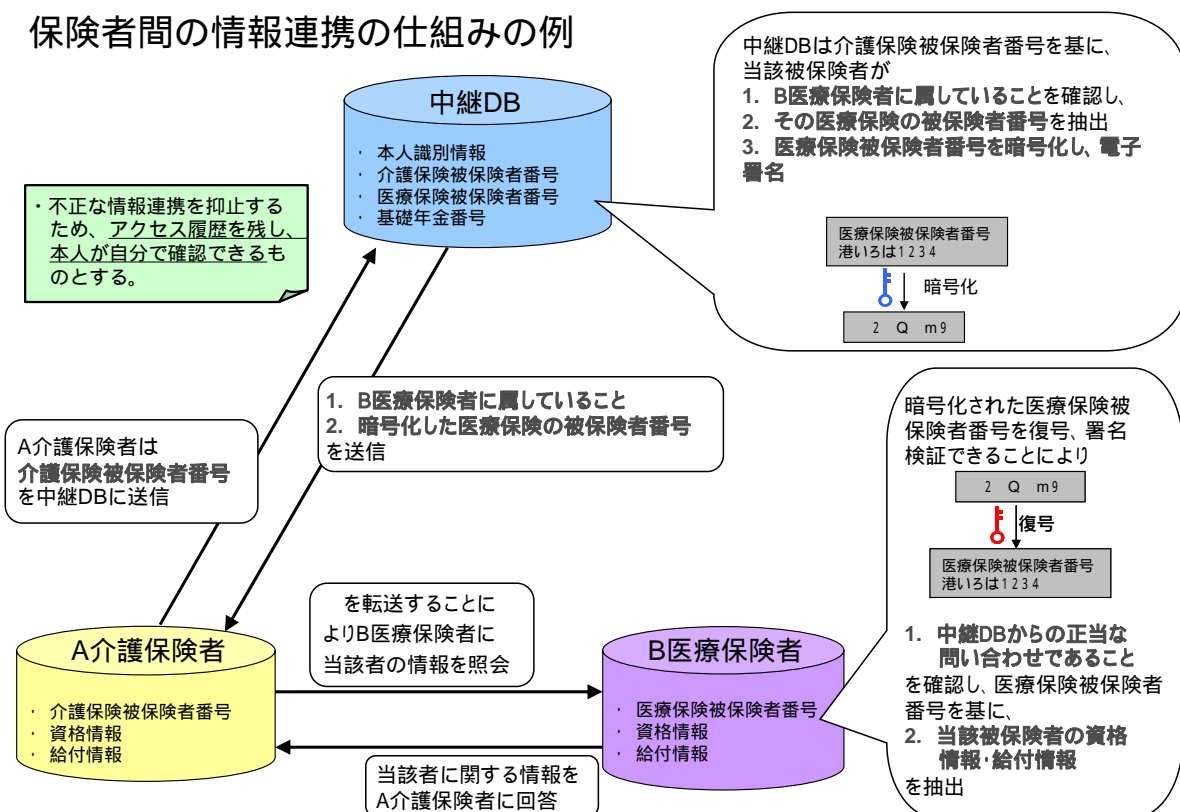 保険者間の情報連携の仕組みの例
中継DBは介護保険被保険者番号を基に、
当該被保険者が
1. B医療保険者に属していることを確認し、
2. その医療保険の被保険者番号を抽出
3. 医療保険被保険者番号を暗号化し、電子
署名
医療保険被保険者番号
港いろは1234
暗号化
2 Q m9
中継DB
・ 本人識別情報
・ 介護保険被保険者番号
・ 医療保険被保険者番号
・ 基礎年金番号
・不正な情報連携を抑止する
ため、アクセス履歴を残し、
本人が自分で確認できるも
のとする。
1. B医療保険者に属していること
2. 暗号化した医療保険の被保険者番号
を送信
A介護保険者は
介護保険被保険者番号
を中継DBに送信
暗号化された医療保険被
保険者番号を復号、署名
検証できることにより
2 Q m9
復号
医療保険被保険者番号
港いろは1234
1. 中継DBからの正当な
問い合わせであること
を確認し、医療保険被保険者
番号を基に、
2. 当該被保険者の資格
情報・給付情報
を抽出
を転送することに
よりB医療保険者に
当該者の情報を照会
A介護保険者
・ 介護保険被保険者番号
・ 資格情報
・ 給付情報
B医療保険者
・ 医療保険被保険者番号
・ 資格情報
・ 給付情報
当該者に関する情報を
A介護保険者に回答